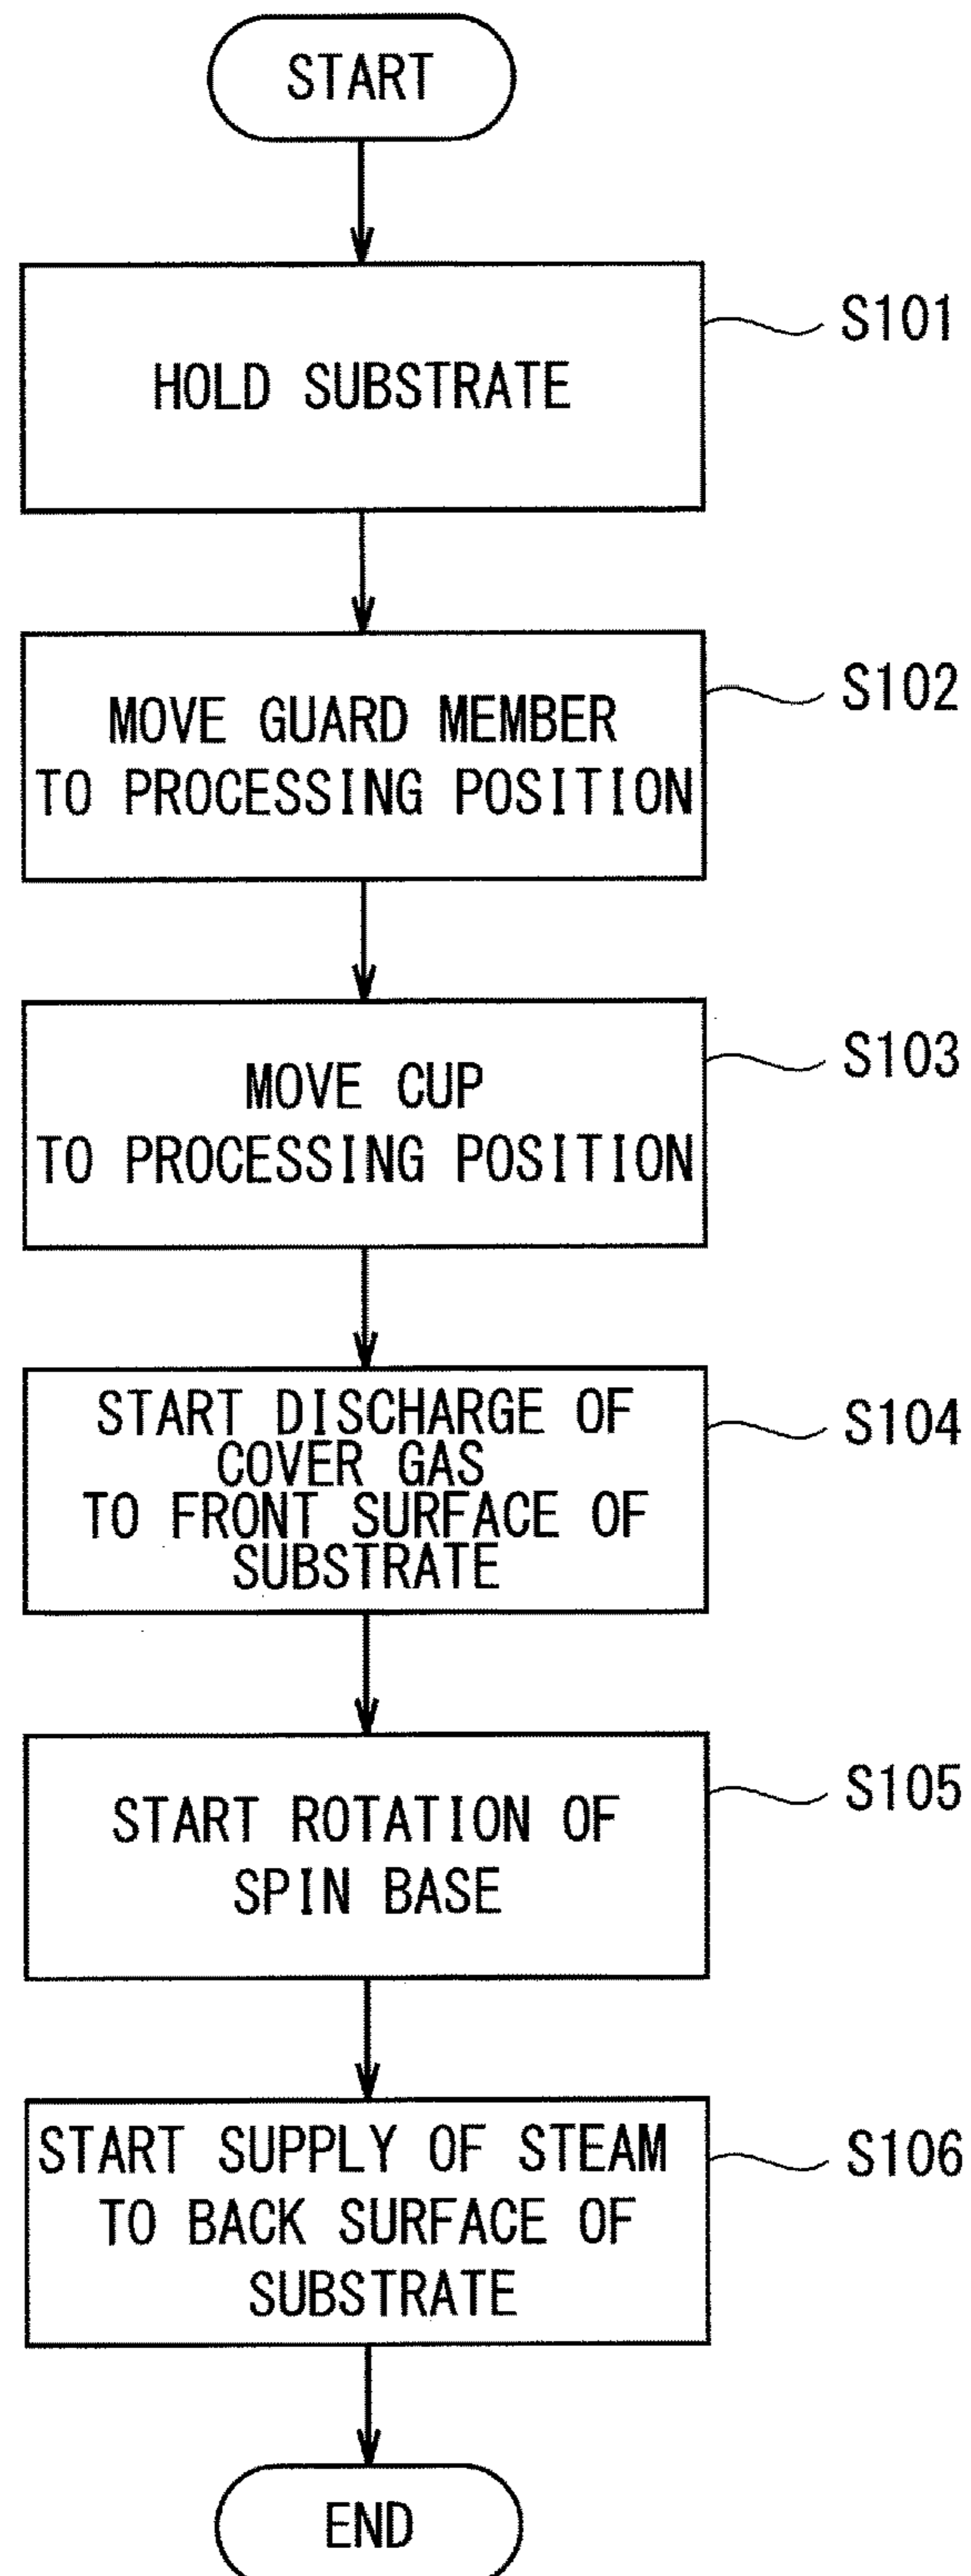 START
HOLD SUBSTRATE
S101
MOVE GUARD MEMBER
TO PROCESSING POSITION
S102
MOVE CUP
TO PROCESSING POSITION
S103
START DISCHARGE OF
COVER GAS
TO FRONT SURFACE OF
SUBSTRATE
S104
START ROTATION OF
SPIN BASE
S105
START SUPPLY OF STEAM
TO BACK SURFACE OF
SUBSTRATE
S106
END